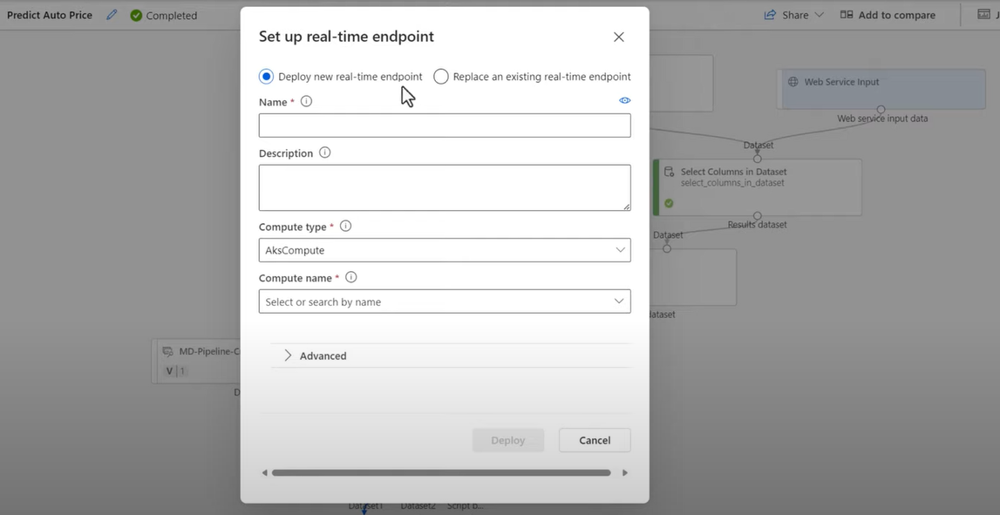 Predict Auto Price
Completed
Share
Add to compare
Set up real-time endpoint
Deploy new real-time endpoint
Replace an existing real-time endpoint
Name *
Description
Compute type *
AksCompute
Compute name *
Select or search by name
Advanced
Deploy
Cancel
Web Service Input
Web service input data
Dataset
Select Columns in Dataset
select_columns_in_dataset
Results dataset
Dataset
dataset
MD-Pipeline-C
V | 1
D
Dataset1
Dataset2
Script b...